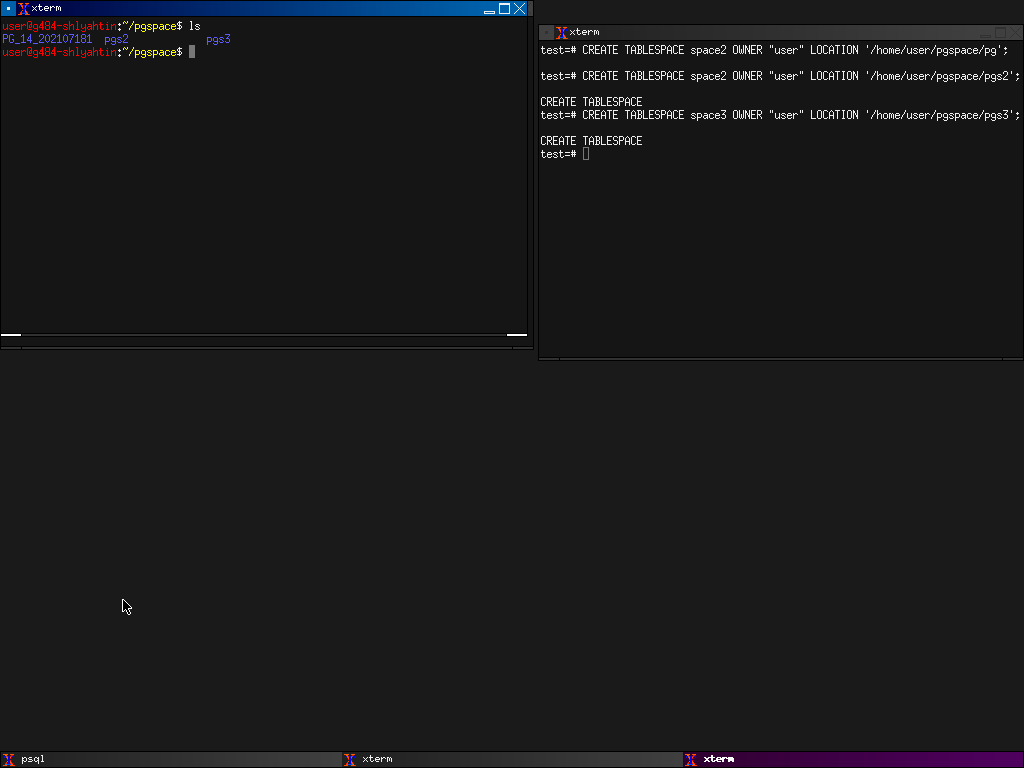 xterm
user@g484-shlyahtin:~/pgspace$ ls
PG_14_202107181 pgs2 pgs3
user@g484-shlyahtin:~/pgspace$
xterm
test=# CREATE TABLESPACE space2 OWNER "user" LOCATION '/home/user/pgspace/pg';
test=# CREATE TABLESPACE space2 OWNER "user" LOCATION '/home/user/pgspace/pgs2';
CREATE TABLESPACE
test=# CREATE TABLESPACE space3 OWNER "user" LOCATION '/home/user/pgspace/pgs3';
CREATE TABLESPACE
test=#
psql xterm xterm